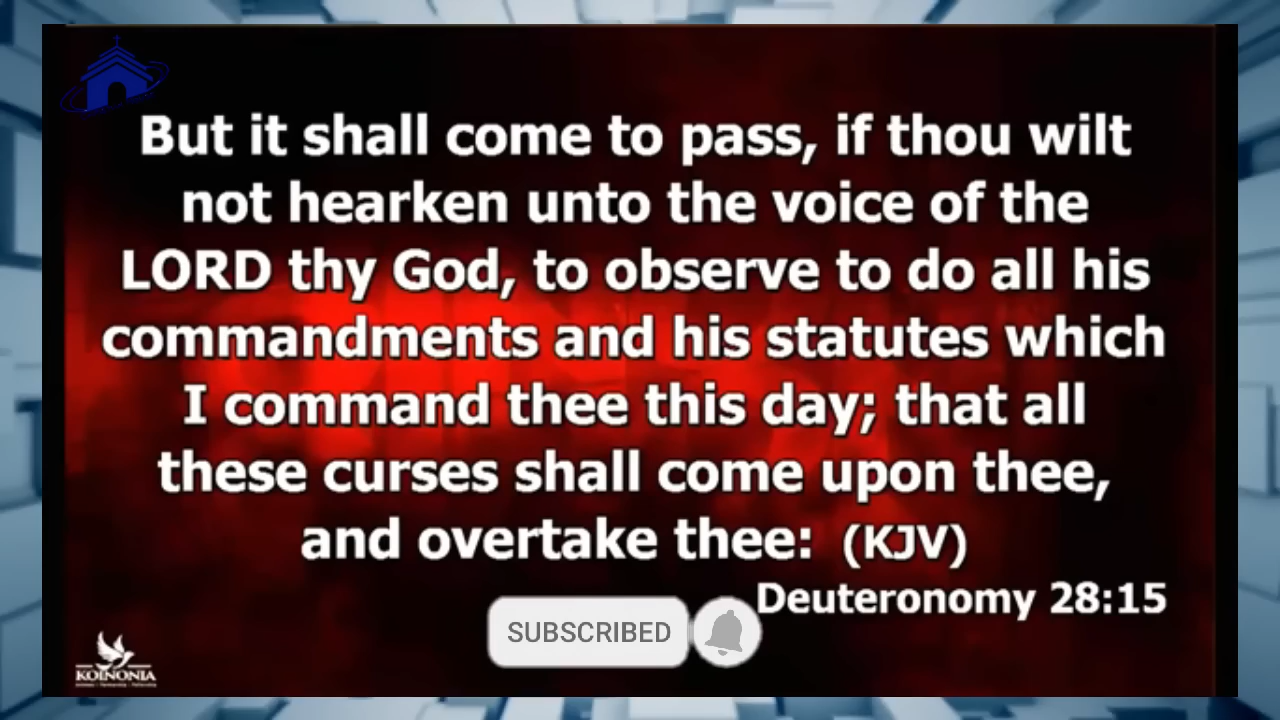 But it shall come to pass, if thou wilt
not hearken unto the voice of the
LORD thy God, to observe to do all his
commandments and his statutes which
I command thee this day; that all
these curses shall come upon thee,
and overtake thee: (KJV)
Deuteronomy 28:15
SUBSCRIBED
KOINONIA